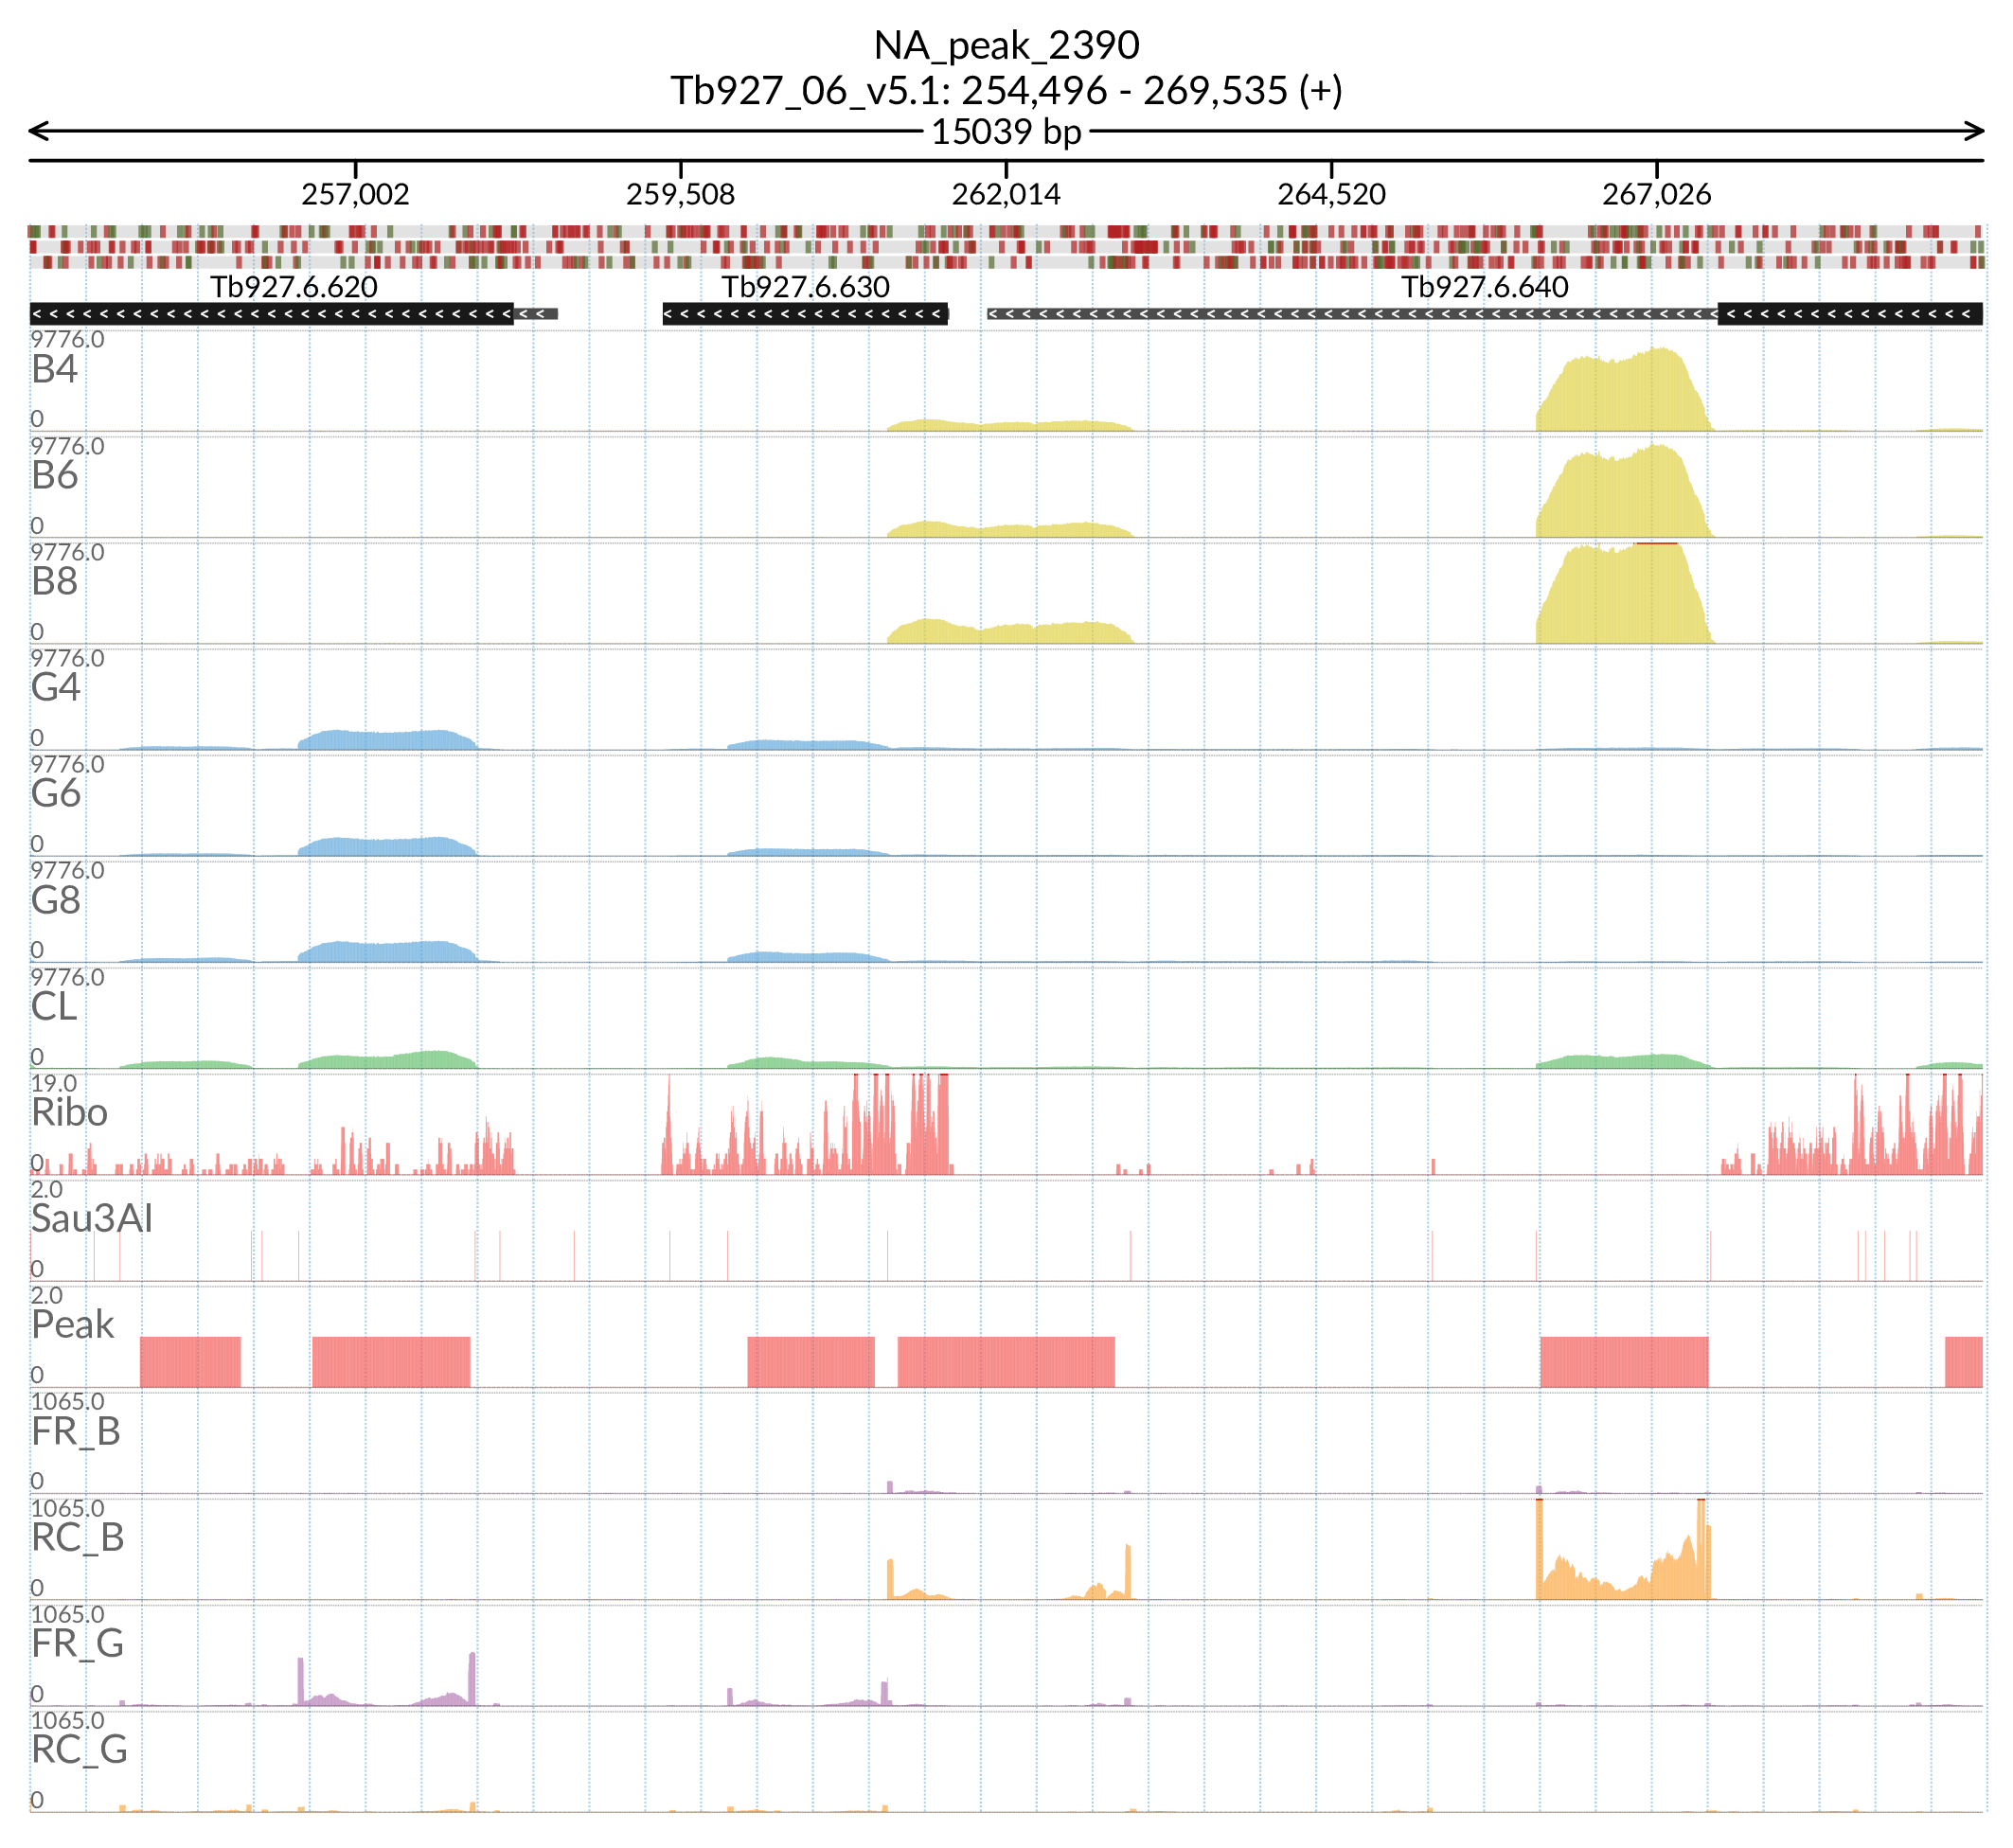 NA_peak_2390
Tb927_06_v5.1: 254,496 - 269,535 (+)
15039 bp
257,002 259,508 262,014 264,520 267,026
Tb927.6.620 Tb927.6.630 Tb927.6.640
9776.0
B4
0
9776.0
B6
0
9776.0
B8
0
9776.0
G4
0
9776.0
G6
0
9776.0
G8
0
9776.0
CL
0
19.0
Ribo
0
2.0
Sau3AI
0
2.0
Peak
0
1065.0
FR_B
0
1065.0
RC_B
0
1065.0
FR_G
0
1065.0
RC_G
0